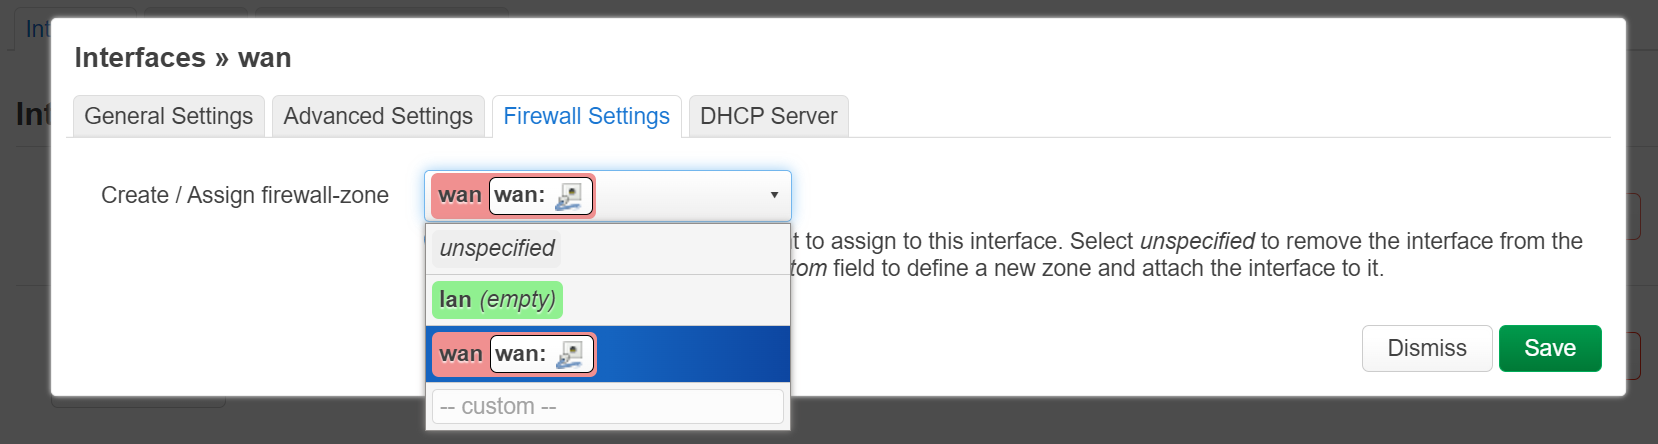 Int
Interfaces » wan
General Settings Advanced Settings Firewall Settings DHCP Server
Int
Create / Assign firewall-zone wan wan: ▾
unspecified
t to assign to this interface. Select unspecified to remove the interface from the
tom field to define a new zone and attach the interface to it.
lan (empty)
wan wan:
Dismiss Save
-- custom --